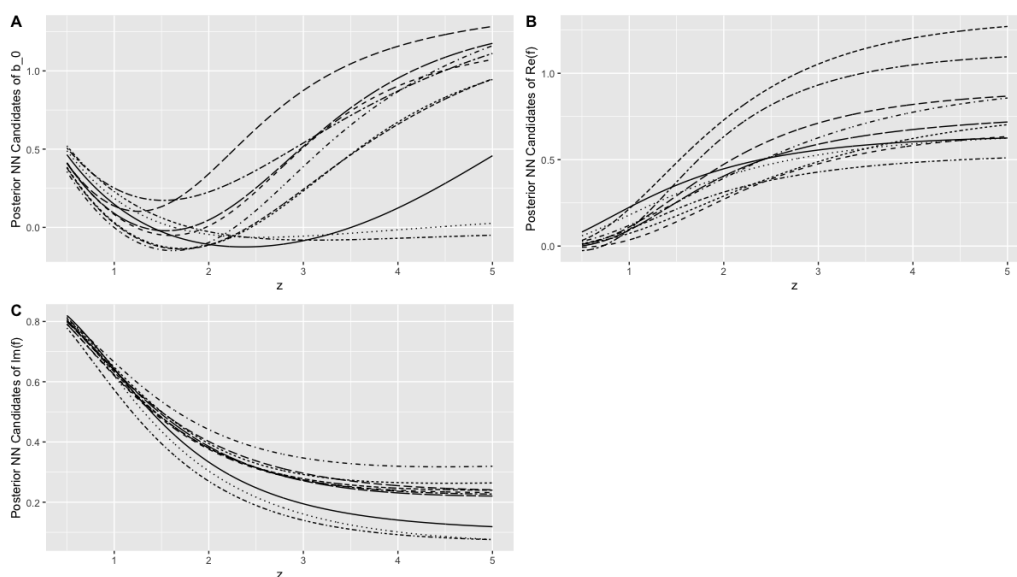 A
Posterior NN Candidates of b_0
1.0
0.5
0.0
1
2
3
4
5
z
B
Posterior NN Candidates of Re(f)
1.0
0.5
0.0
1
2
3
4
5
z
C
Posterior NN Candidates of Im(f)
0.8
0.6
0.4
0.2
1
2
3
4
5
z